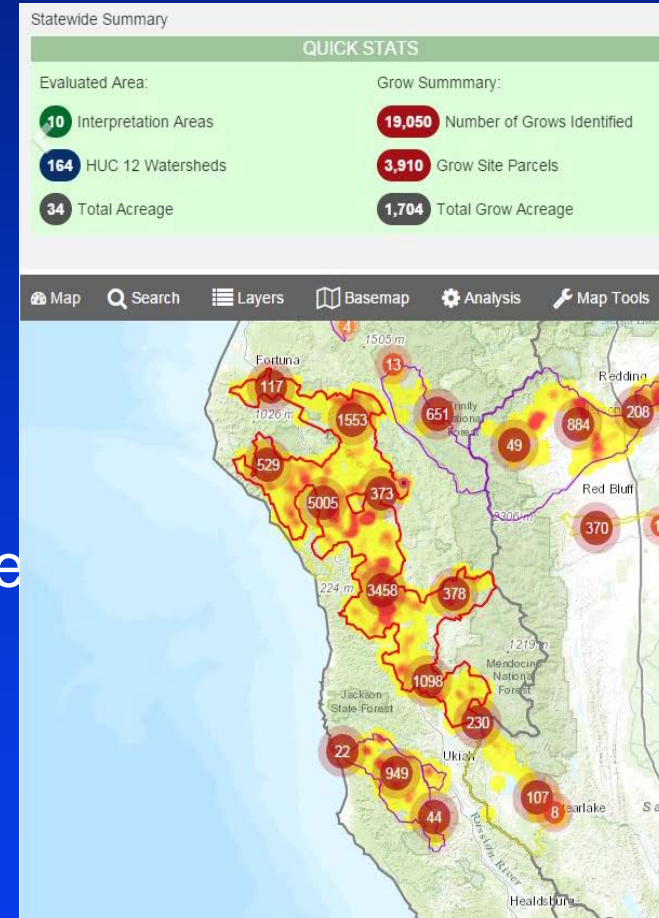 Statewide Summary
QUICK STATS
Evaluated Area:
Grow Summmary:
10 Interpretation Areas
19,050 Number of Grows Identified
164 HUC 12 Watersheds
3,910 Grow Site Parcels
34 Total Acreage
1,704 Total Grow Acreage
Map Search Layers Basemap Analysis Map Tools
4
1505 m
Fortuna
13
Redding
117
1026 m
1553
651
208
884
49
529
373
Red Bluff
5005
2306 m
370
e
224 m
3458
378
1219 m
Mendocino
National
Forest
1098
Jackson
State Forest
230
22
Ukiah
949
107
8
earlake
44
Russian River
Healdsburg